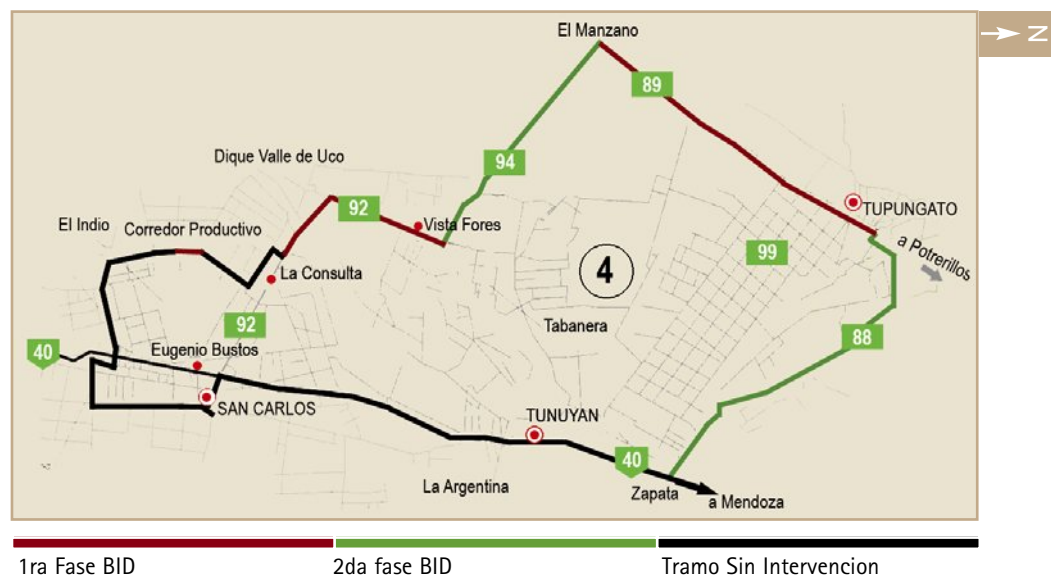 El Manzano
N
89
Dique Valle de Uco
94
92
Vista Fores
TUPUNGATO
El Indio
Corredor Productivo
99
a Potrerillos
La Consulta
4
92
Tabanera
88
40
Eugenio Bustos
SAN CARLOS
TUNUYAN
40
La Argentina
Zapata
a Mendoza
1ra Fase BID
2da fase BID
Tramo Sin Intervencion